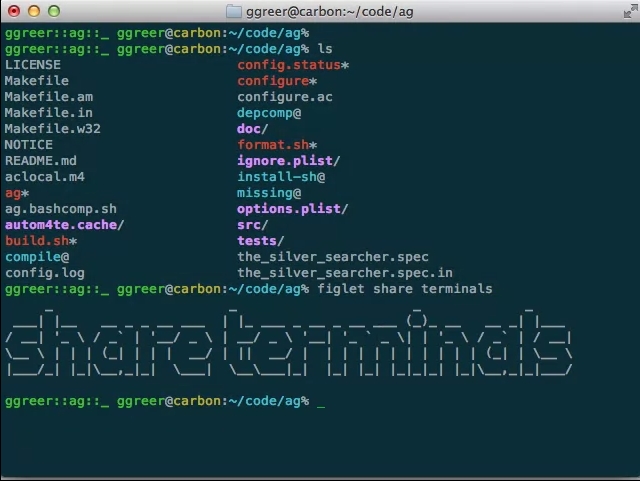 ggreer@carbon:~/code/ag
ggreer::ag::_ ggreer@carbon:~/code/ag%
ggreer::ag::_ ggreer@carbon:~/code/ag% ls
LICENSE config.status*
Makefile configure*
Makefile.am configure.ac
Makefile.in depcomp@
Makefile.w32 doc/
NOTICE format.sh*
README.md ignore.plist/
aclocal.m4 install-sh@
ag* missing@
ag.bashcomp.sh options.plist/
autom4te.cache/ src/
build.sh* tests/
compile@ the_silver_searcher.spec
config.log the_silver_searcher.spec.in
ggreer::ag::_ ggreer@carbon:~/code/ag% figlet share terminals
share terminals
ggreer::ag::_ ggreer@carbon:~/code/ag% _